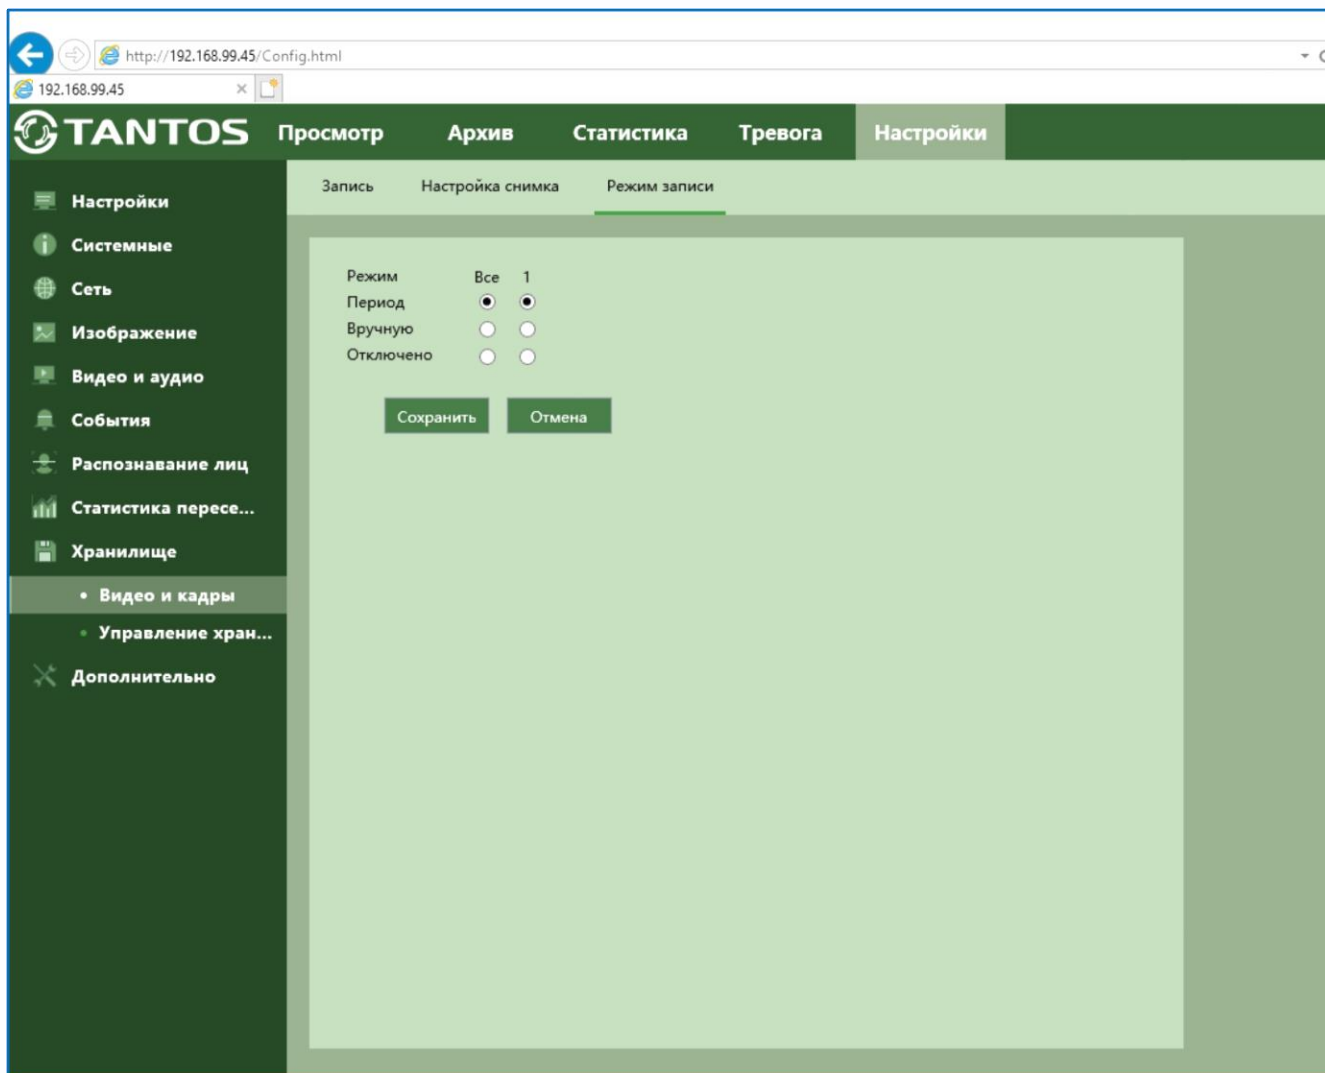 http://192.168.99.45/Config.html
192.168.99.45
TANTOS Просмотр Архив Статистика Тревога Настройки
Запись Настройка снимка Режим записи
Настройки
Системные
Сеть
Изображение
Видео и аудио
События
Распознавание лиц
Статистика пересе...
Хранилище
• Видео и кадры
• Управление хран...
Дополнительно
Режим Все 1
Период
Вручную
Отключено
Сохранить Отмена